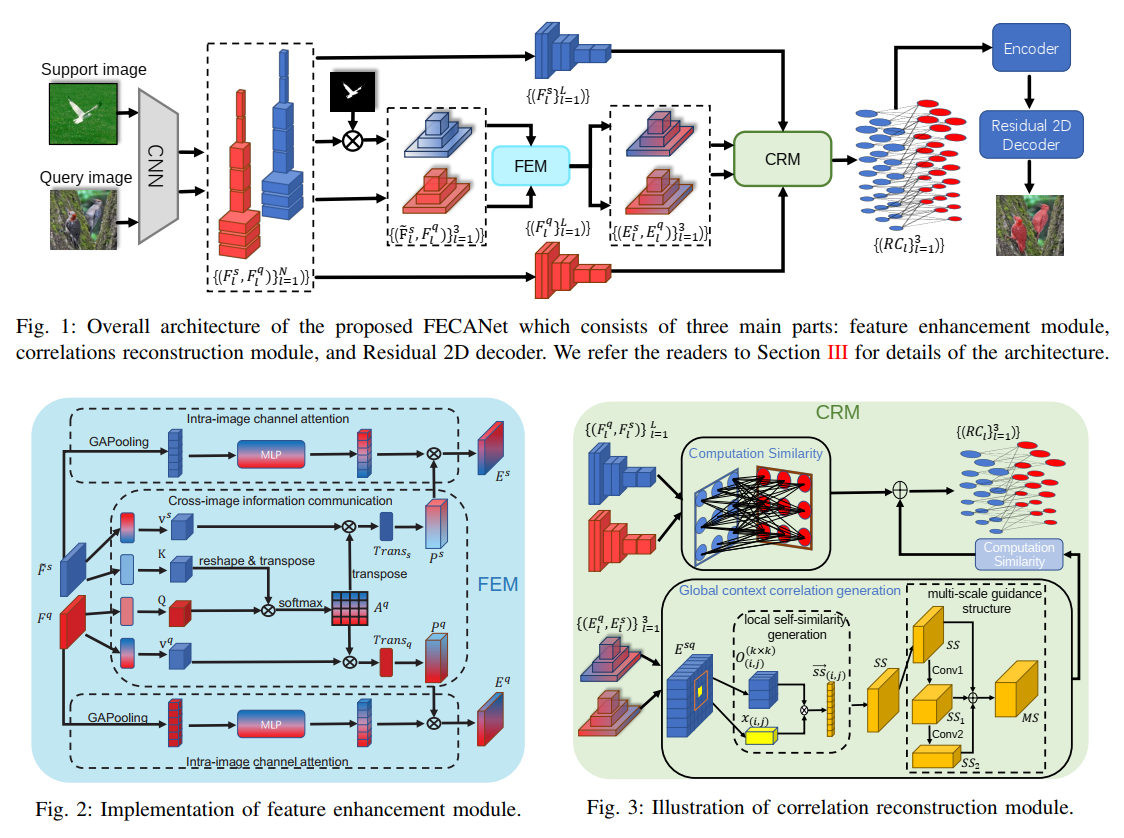 Support image
Query image
CNN
{(F_l^s, F_l^q)}_{l=1}^N)}
{(F_l^s}_{l=1}^L)}
{(F̄_l^s, F_l^q)}_{l=1}^3)}
FEM
{(F_l^q}_{l=1}^L)}
{(E_l^s, E_l^q)}_{l=1}^3)}
CRM
{(RC_l}_{l=1}^3)}
Encoder
Residual 2D
Decoder
Fig. 1: Overall architecture of the proposed FECANet which consists of three main parts: feature enhancement module,
correlations reconstruction module, and Residual 2D decoder. We refer the readers to Section III for details of the architecture.
Intra-image channel attention
GAPooling
MLP
E^s
Cross-image information communication
V^s
K
reshape & transpose
Trans_s
P^s
F̄^s
transpose
FEM
Q
softmax
A^q
F^q
V^q
Trans_q
P^q
E^q
GAPooling
MLP
Intra-image channel attention
Fig. 2: Implementation of feature enhancement module.
CRM
{(F_l^q, F_l^s)}_{l=1}^L
Computation Similarity
{(RC_l}_{l=1}^3)}
Computation
Similarity
Global context correlation generation
multi-scale guidance
structure
{(E_l^q, E_l^s)}_{l=1}^3
local self-similarity
generation
E^{sq}
O_{(i,j)}^{(k×k)}
x_{(i,j)}
ss_{(i,j)}
SS
SS
Conv1
SS_1
Conv2
SS_2
MS
Fig. 3: Illustration of correlation reconstruction module.